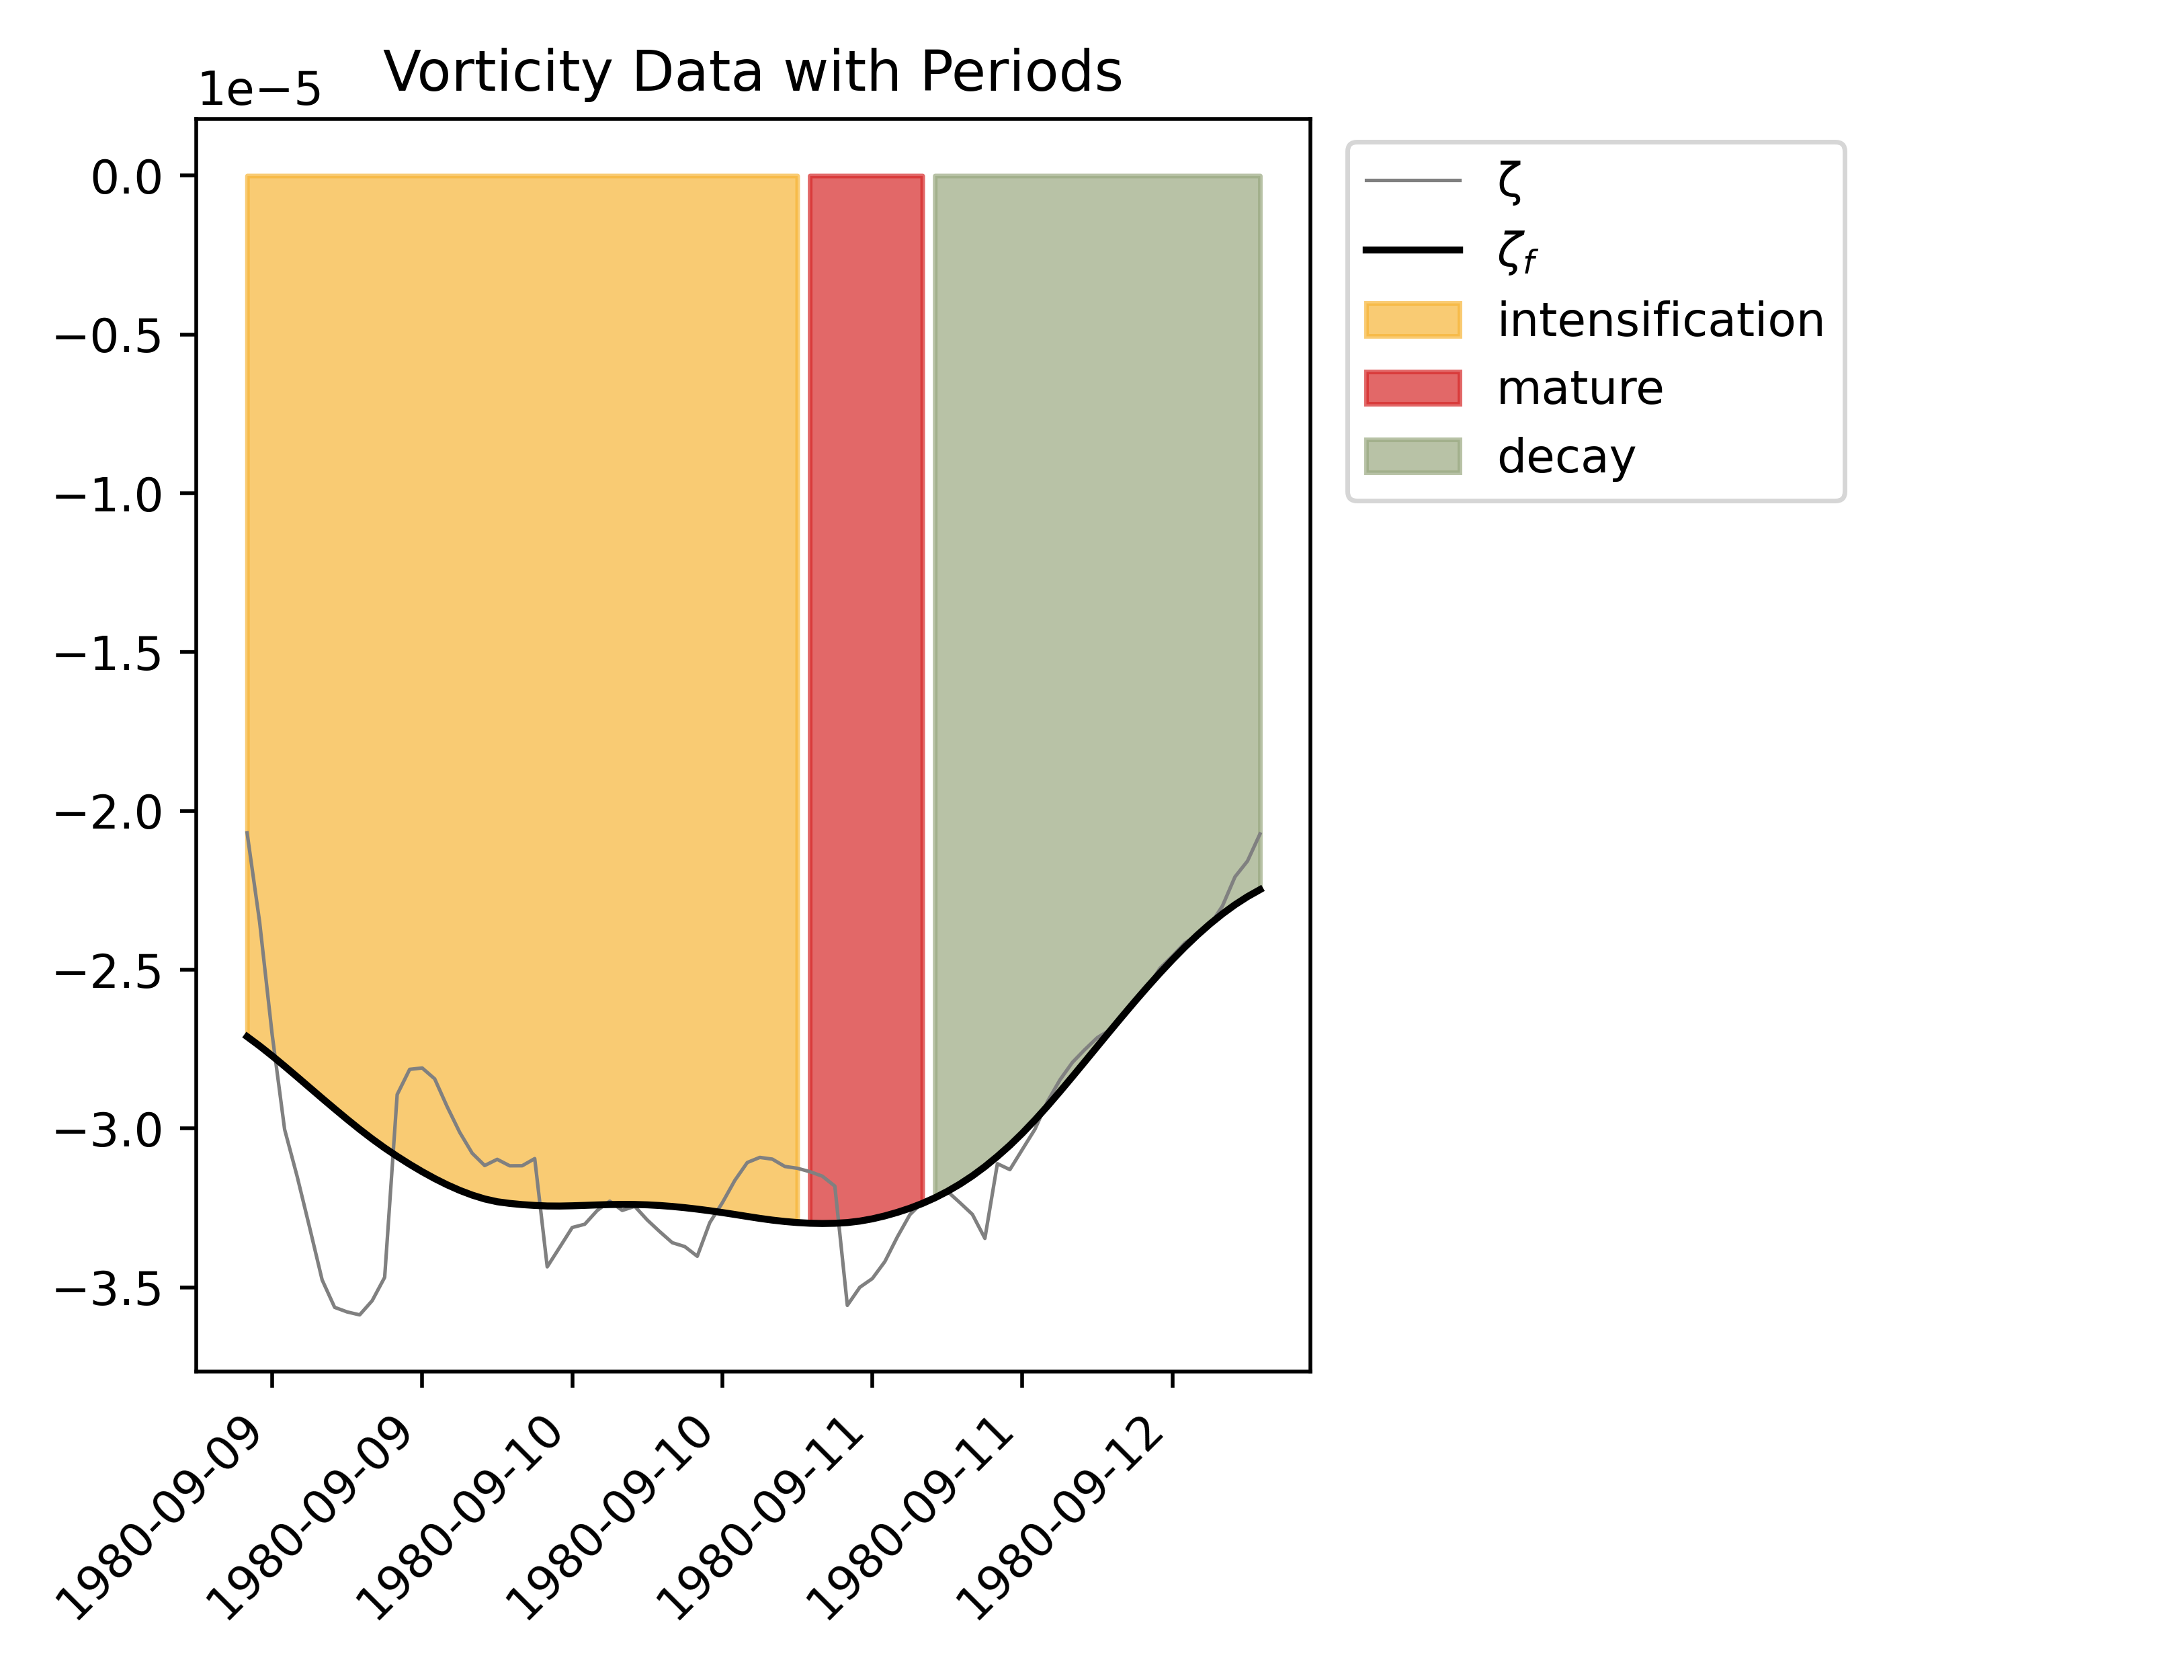 Vorticity Data with Periods
1e−5
0.0
−0.5
−1.0
−1.5
−2.0
−2.5
−3.0
−3.5
1980-09-09
1980-09-09
1980-09-10
1980-09-10
1980-09-11
1980-09-11
1980-09-12
ζ
ζf
intensification
mature
decay